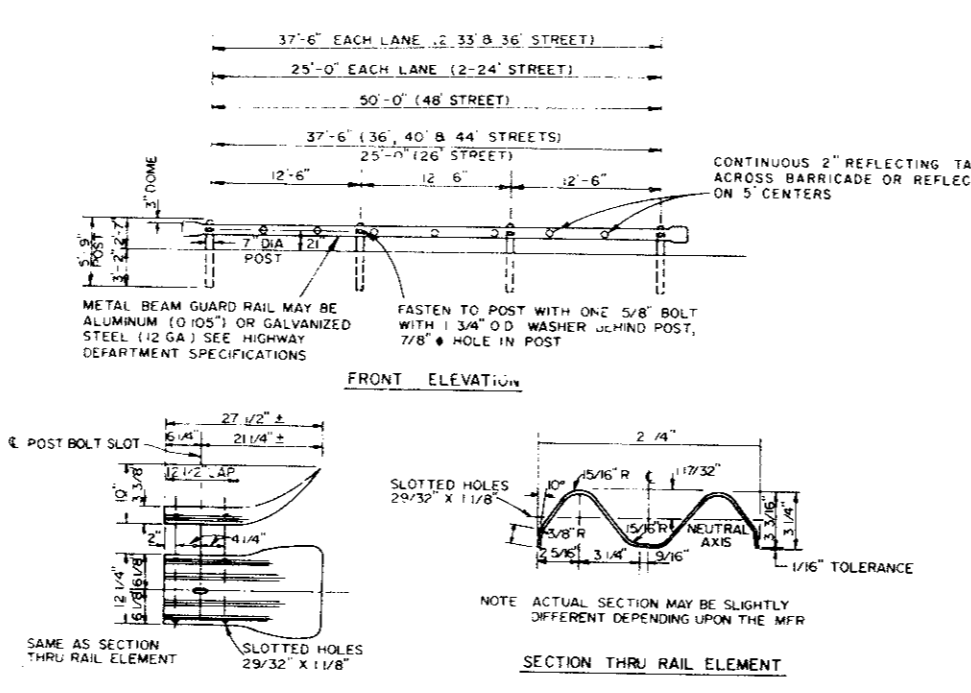 37'-6" EACH LANE (2 33' & 36' STREET)
25'-0" EACH LANE (2-24' STREET)
50'-0" (48' STREET)
37'-6" (36', 40' & 44' STREETS)
25'-0" (26' STREET)
12'-6"
12 6"
12'-6"
CONTINUOUS 2" REFLECTING TA
ACROSS BARRICADE OR REFLEC
ON 5' CENTERS
3" DOME
5'-9"
POST
2'-7"
3'-2"
7" DIA
POST
21"
METAL BEAM GUARD RAIL MAY BE
ALUMINUM (0.105") OR GALVANIZED
STEEL (12 GA) SEE HIGHWAY
DEPARTMENT SPECIFICATIONS
FASTEN TO POST WITH ONE 5/8" BOLT
WITH 1 3/4" O.D. WASHER BEHIND POST,
7/8" ϕ HOLE IN POST
FRONT ELEVATION
27 1/2" ±
6 1/4"
21 1/4" ±
℄ POST BOLT SLOT
12 1/2" LAP
10"
3 3/8
2"
4 1/4"
12 1/4"
6 1/8
6 1/8
SAME AS SECTION
THRU RAIL ELEMENT
SLOTTED HOLES
29/32" X 1 1/8"
2 /4"
SLOTTED HOLES
29/32" X 1 1/8"
10°
15/16" R
℄
1 17/32"
3/8" R
15/16" R
NEUTRAL
AXIS
3 3/16"
3 1/4"
2 5/16"
3 1/4"
9/16"
1/16" TOLERANCE
NOTE ACTUAL SECTION MAY BE SLIGHTLY
DIFFERENT DEPENDING UPON THE MFR
SECTION THRU RAIL ELEMENT